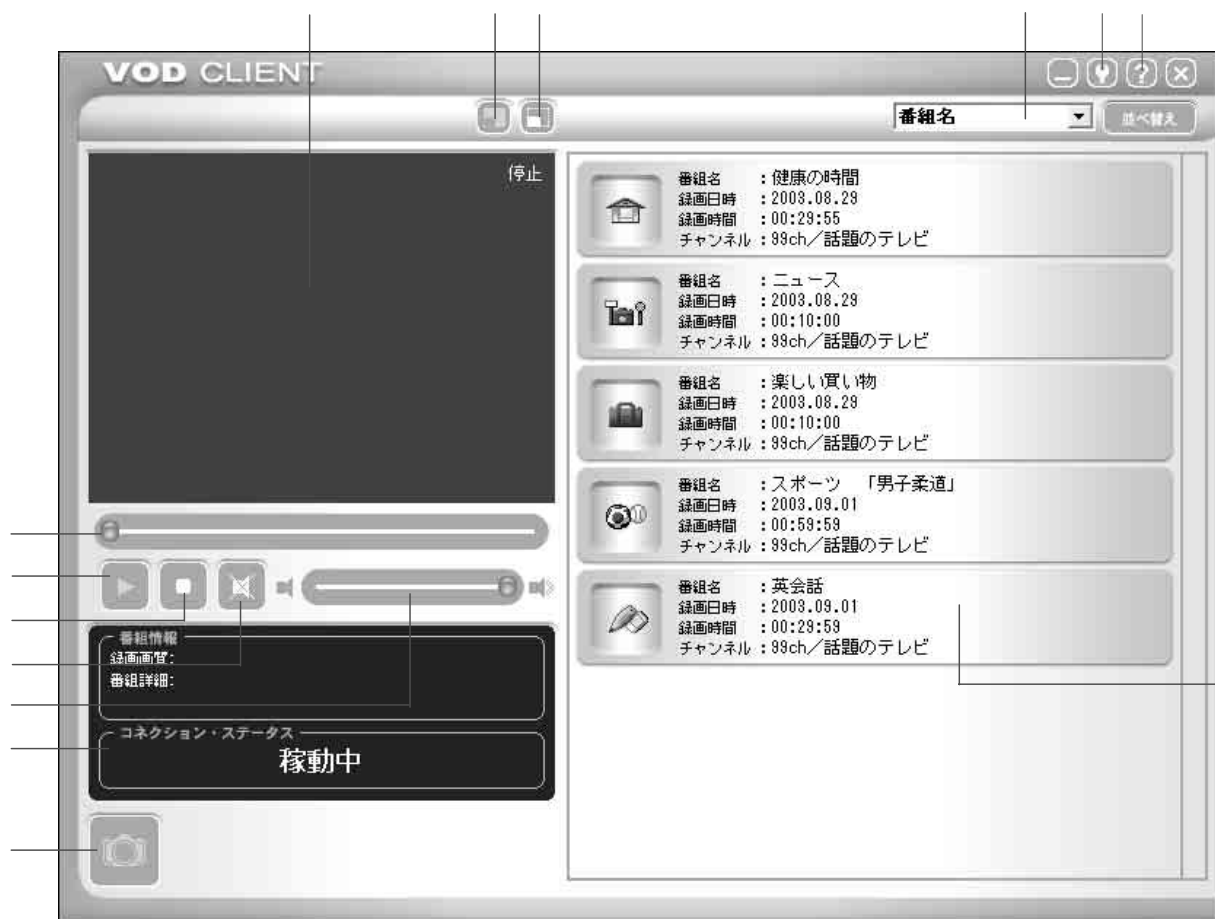 VOD CLIENT
番組名
並べ替え
停止
番組名 :健康の時間
録画日時 :2003.08.29
録画時間 :00:29:55
チャンネル :99ch/話題のテレビ
番組名 :ニュース
録画日時 :2003.08.29
録画時間 :00:10:00
チャンネル :99ch/話題のテレビ
番組名 :楽しい買い物
録画日時 :2003.08.29
録画時間 :00:10:00
チャンネル :99ch/話題のテレビ
番組名 :スポーツ 「男子柔道」
録画日時 :2003.09.01
録画時間 :00:59:59
チャンネル :99ch/話題のテレビ
番組名 :英会話
録画日時 :2003.09.01
録画時間 :00:29:59
チャンネル :99ch/話題のテレビ
番組情報
録画画質:
番組詳細:
コネクション・ステータス
稼動中